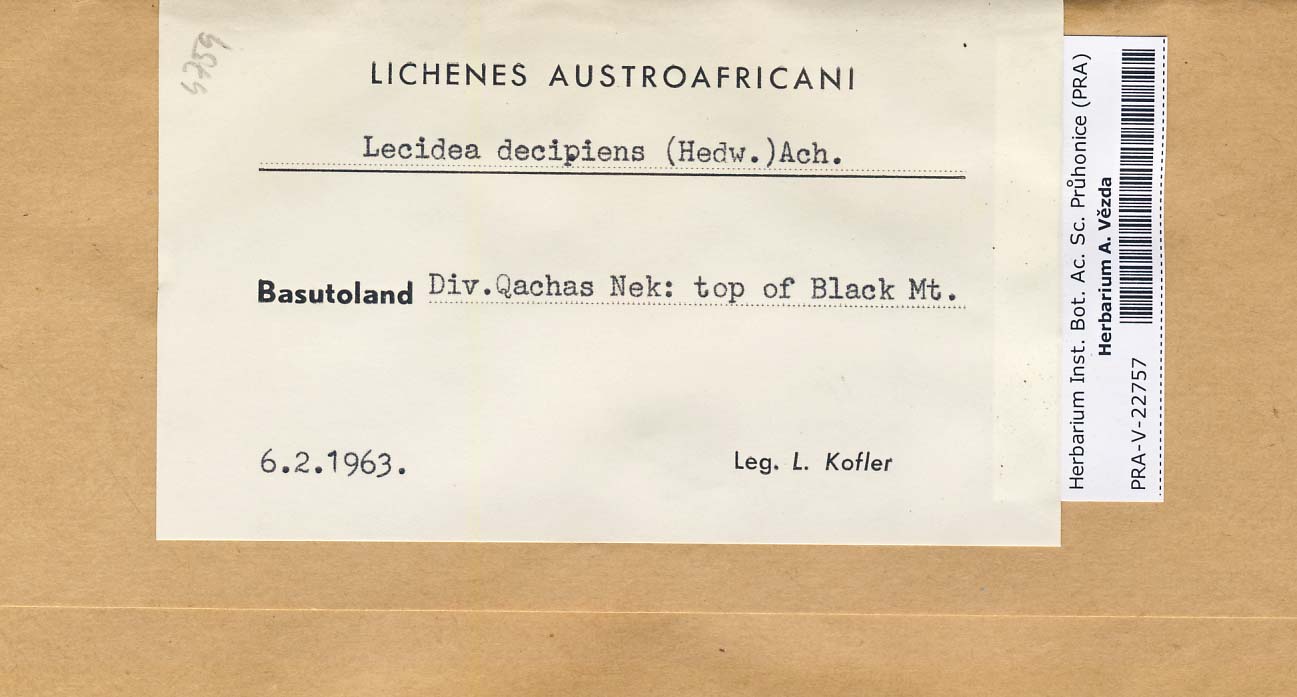 4759
LICHENES AUSTROAFRICANI
Lecidea decipiens (Hedw.)Ach.
Basutoland Div.Qachas Nek: top of Black Mt.
6.2.1963.
Leg. L. Kofler
Herbarium Inst. Bot. Ac. Sc. Průhonice (PRA)
Herbarium A. Vězda
PRA-V-22757